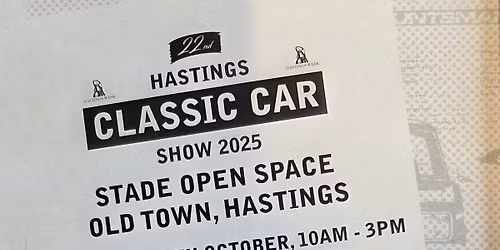 22nd
HASTINGS
CLASSIC CAR
SHOW 2025
STADE OPEN SPACE
OLD TOWN, HASTINGS
OCTOBER, 10AM - 3PM